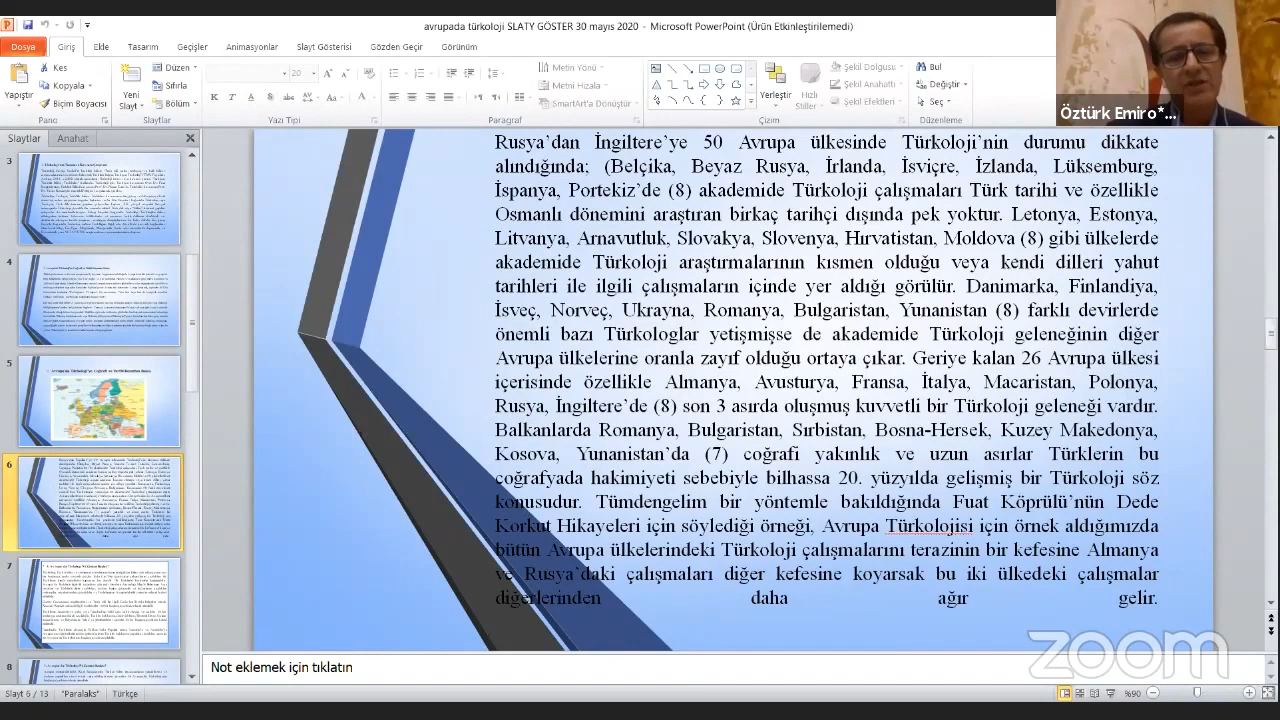 avrupada türkoloji SLATY GÖSTER 30 mayıs 2020 - Microsoft PowerPoint (Ürün Etkinleştirilemedi)
Dosya Giriş Ekle Tasarım Geçişler Animasyonlar Slayt Gösterisi Gözden Geçir Görünüm
Öztürk Emiro*...
Yapıştır
Kes
Kopyala
Biçim Boyacısı
Pano
Yeni Slayt
Düzen
Sıfırla
Bölüm
Slaytlar
20
Yazı Tipi
Paragraf
Metin Yönü
Metni Hizala
SmartArt'a Dönüştür
Yerleştir
Hızlı Stiller
Şekil Dolgusu
Şekil Anahattı
Şekil Efektleri
Çizim
Bul
Değiştir
Seç
Düzenleme
Slaytlar Anahat
3
4
5
6
7
8
Rusya'dan İngiltere'ye 50 Avrupa ülkesinde Türkoloji'nin durumu dikkate
(Belçika, Beyaz Rusya, İrlanda, İsviçre, İzlanda, Lüksemburg,
İspanya, Portekiz'de (8) akademide Türkoloji çalışmaları Türk tarihi ve özellikle
araştıran bazı tarihçiler dışında pek yoktur. Letonya, Estonya,
Litvanya, Arnavutluk, Slovakya, Slovenya, Hırvatistan, Moldova (8) gibi ülkelerde
akademide Türkoloji araştırmalarının kısmen olduğu veya kendi dilleri yahut
tarihleri ile ilgili çalışmaların içinde yer aldığı görülür. Danimarka, Finlandiya,
İsveç, Norveç, Ukrayna, Romanya, Bulgaristan, Yunanistan (8) farklı devirlerde
önemli bazı Türkologlar yetişmişse de akademide Türkoloji geleneğinin diğer
Avrupa ülkelerine oranla zayıf olduğu ortaya çıkar. Geriye kalan 26 Avrupa ülkesi
içerisinde özellikle Almanya, Avusturya, Fransa, İtalya, Macaristan, Polonya,
Rusya, İngiltere'de (8) son 3 asırda oluşmuş kuvvetli bir Türkoloji geleneği vardır.
Balkanlarda Romanya, Bulgaristan, Sırbistan, Bosna-Hersek, Kuzey Makedonya,
Kosova, Yunanistan'da (7) coğrafi yakınlık ve uzun asırlar Türklerin bu
coğrafyaya hakimiyeti sebebiyle son yüzyılda gelişmiş bir Türkoloji söz
Tümdengelim bir metotla bakıldığında Fuat Köprülü'nün Dede
Korkut hikayeleri için söylediği örneği Avrupa Türkolojisi için örnek aldığımızda
bütün Avrupa ülkelerindeki Türkoloji çalışmalarını terazinin bir kefesine Almanya
çalışmaları diğer kefesine koyarsak bu iki ülkedeki çalışmalar
diğerlerinden daha ağır gelir.
Not eklemek için tıklatın
zoom
Slayt 6 / 13 "Paralaks" Türkçe %90